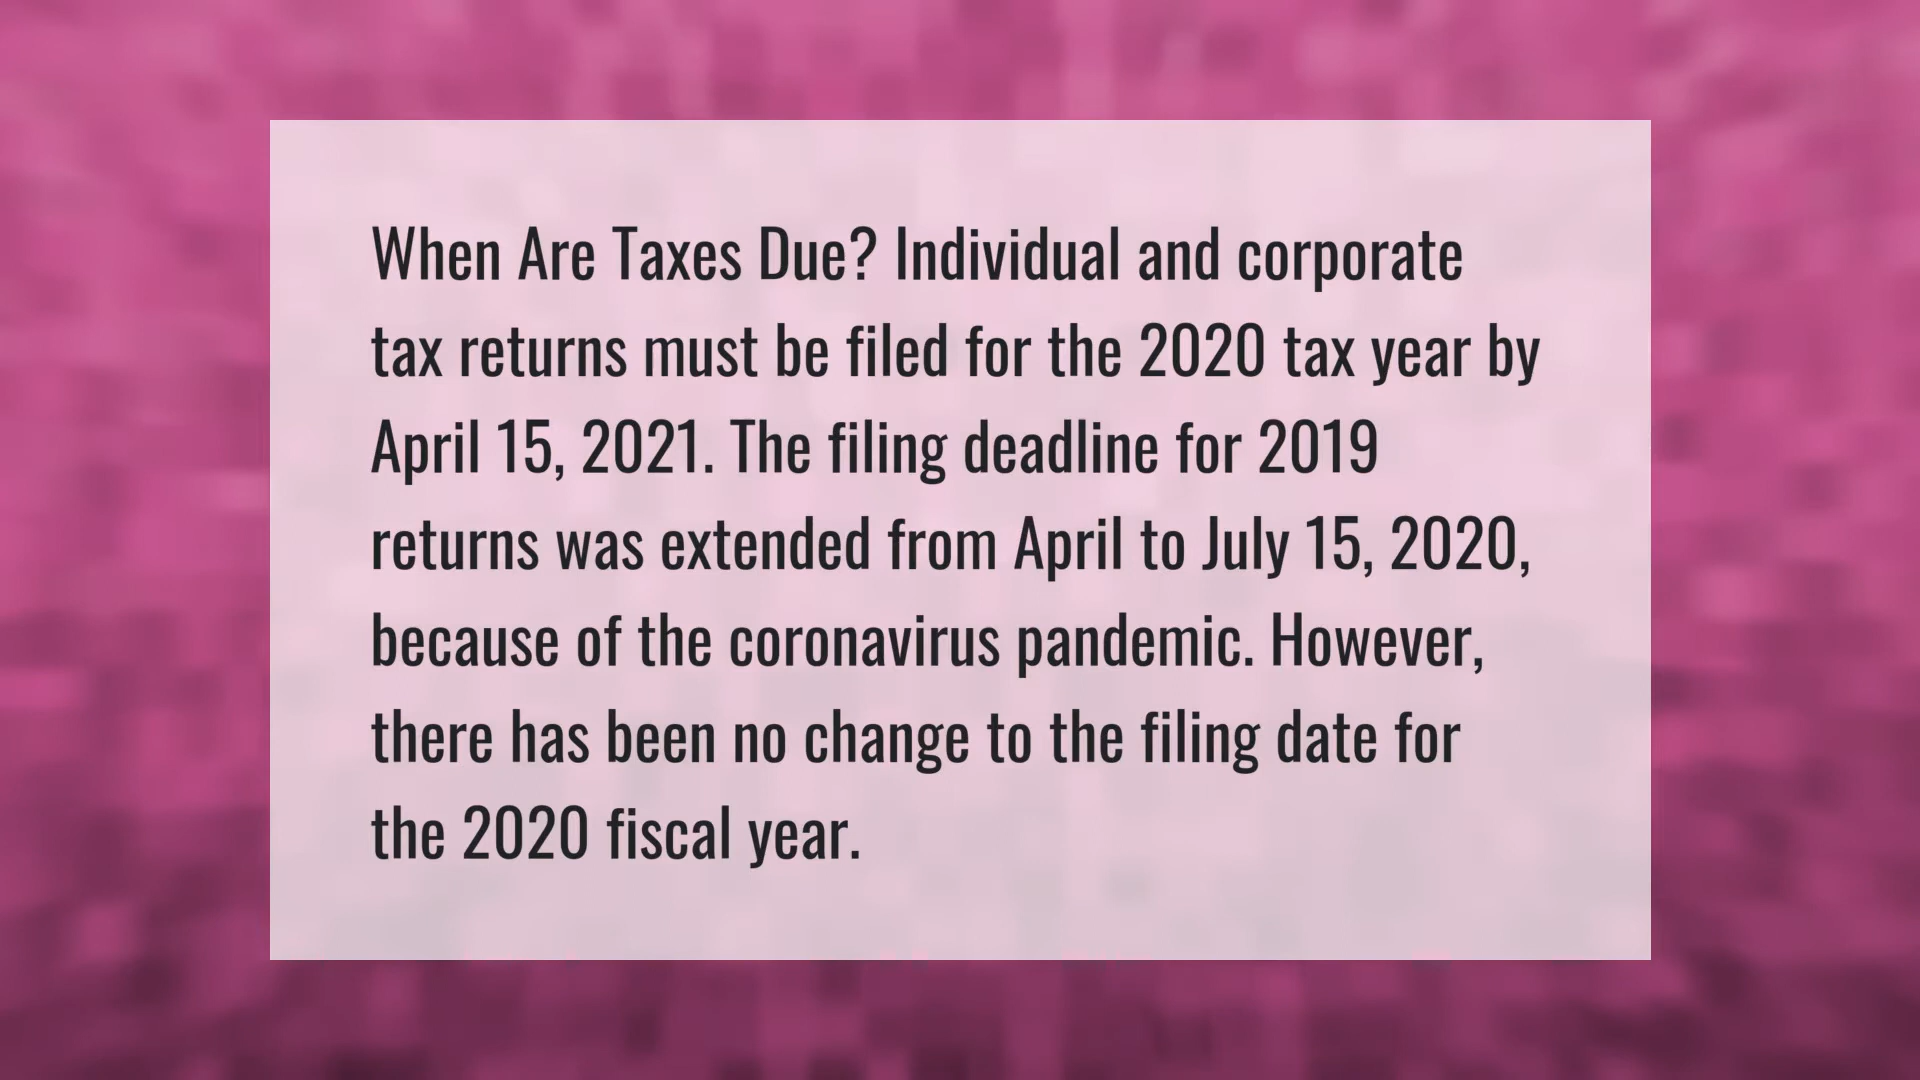 When Are Taxes Due? Individual and corporate
tax returns must be filed for the 2020 tax year by
April 15, 2021. The filing deadline for 2019
returns was extended from April to July 15, 2020,
because of the coronavirus pandemic. However,
there has been no change to the filing date for
the 2020 fiscal year.